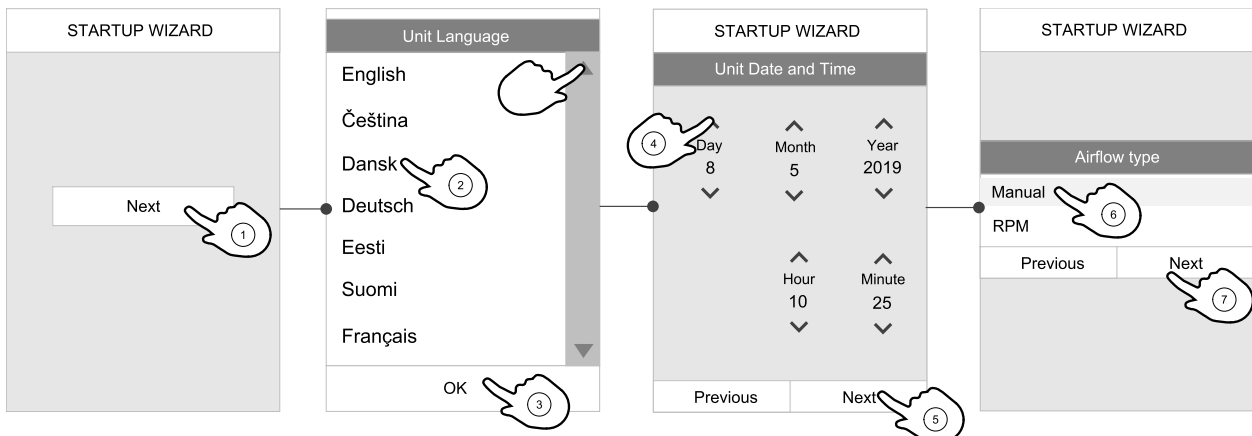 STARTUP WIZARD
Next
1
Unit Language
English
Čeština
Dansk
2
Deutsch
Eesti
Suomi
Français
OK
3
STARTUP WIZARD
Unit Date and Time
4
Day Month Year
8 5 2019
Hour Minute
10 25
Previous Next
5
STARTUP WIZARD
Airflow type
Manual
6
RPM
Previous Next
7